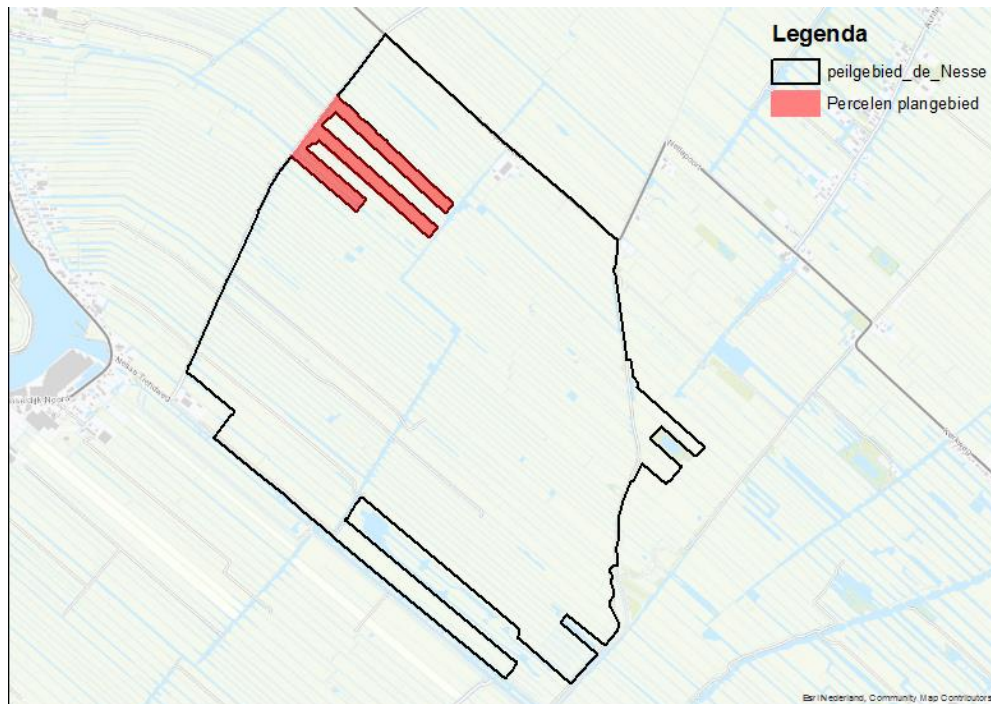 Legenda
peilgebied_de_Nesse
Percelen plangebied
Esri Nederland, Community Map Contributors